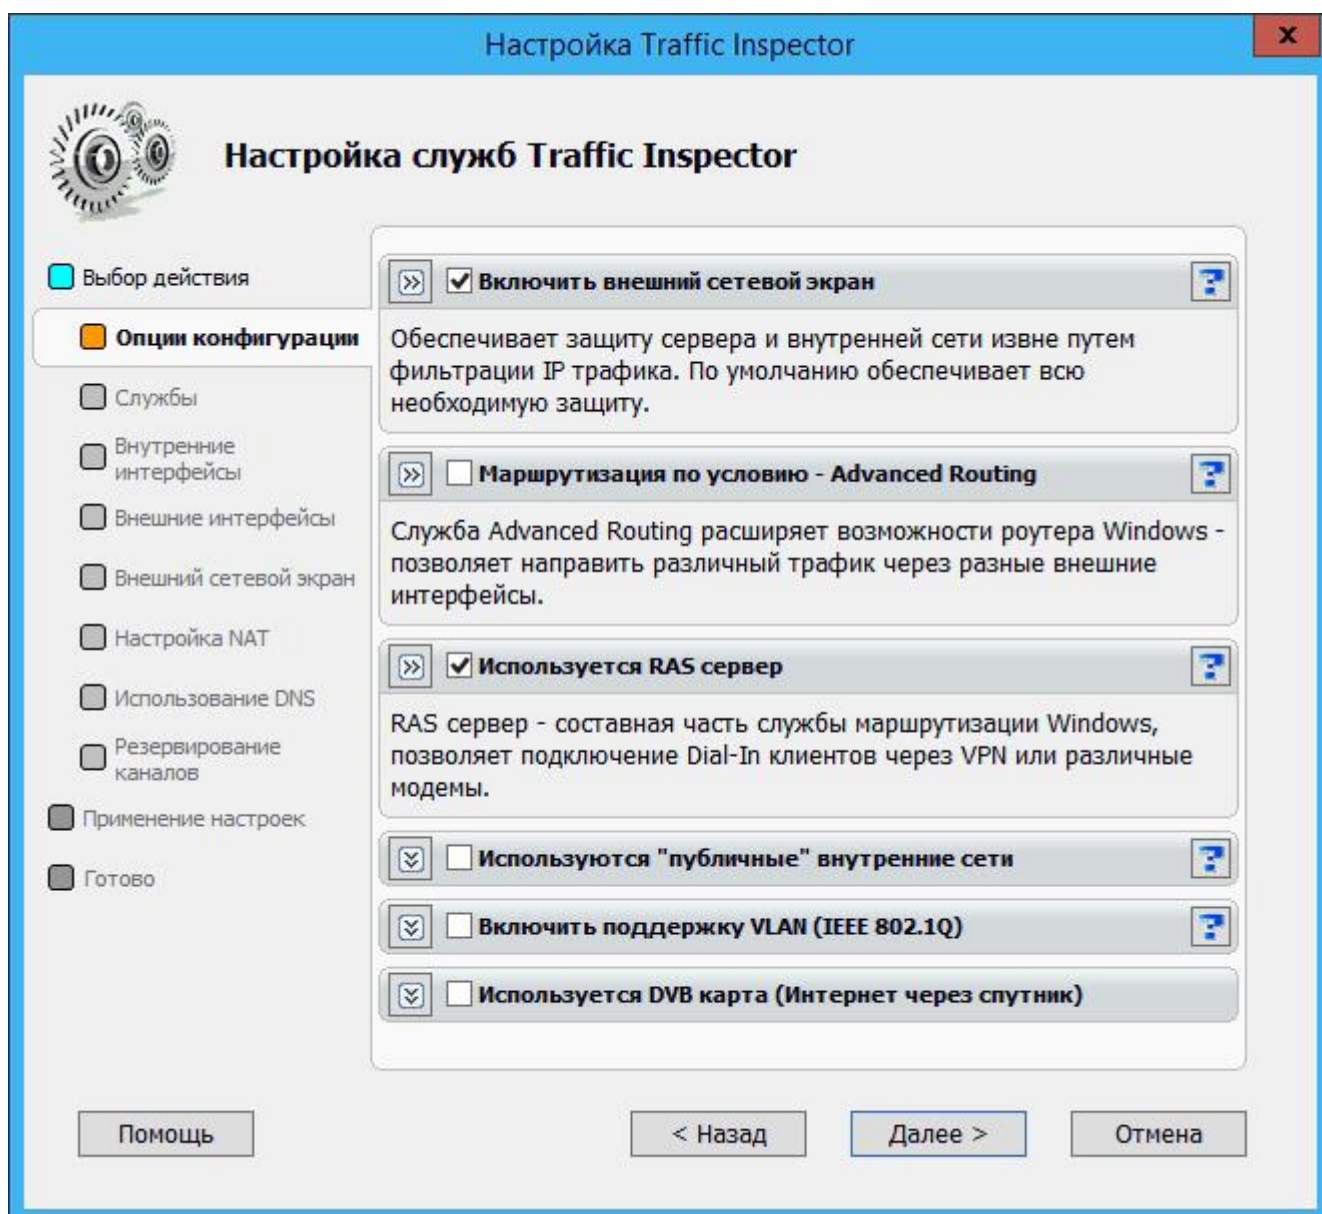 Настройка Traffic Inspector
x
Настройка служб Traffic Inspector
Выбор действия
Опции конфигурации
Службы
Внутренние
интерфейсы
Внешние интерфейсы
Внешний сетевой экран
Настройка NAT
Использование DNS
Резервирование
каналов
Применение настроек
Готово
Включить внешний сетевой экран
?
Обеспечивает защиту сервера и внутренней сети извне путем
фильтрации IP трафика. По умолчанию обеспечивает всю
необходимую защиту.
Маршрутизация по условию - Advanced Routing
?
Служба Advanced Routing расширяет возможности роутера Windows -
позволяет направить различный трафик через разные внешние
интерфейсы.
Используется RAS сервер
?
RAS сервер - составная часть службы маршрутизации Windows,
позволяет подключение Dial-In клиентов через VPN или различные
модемы.
Используются "публичные" внутренние сети
?
Включить поддержку VLAN (IEEE 802.1Q)
?
Используется DVB карта (Интернет через спутник)
Помощь
< Назад
Далее >
Отмена